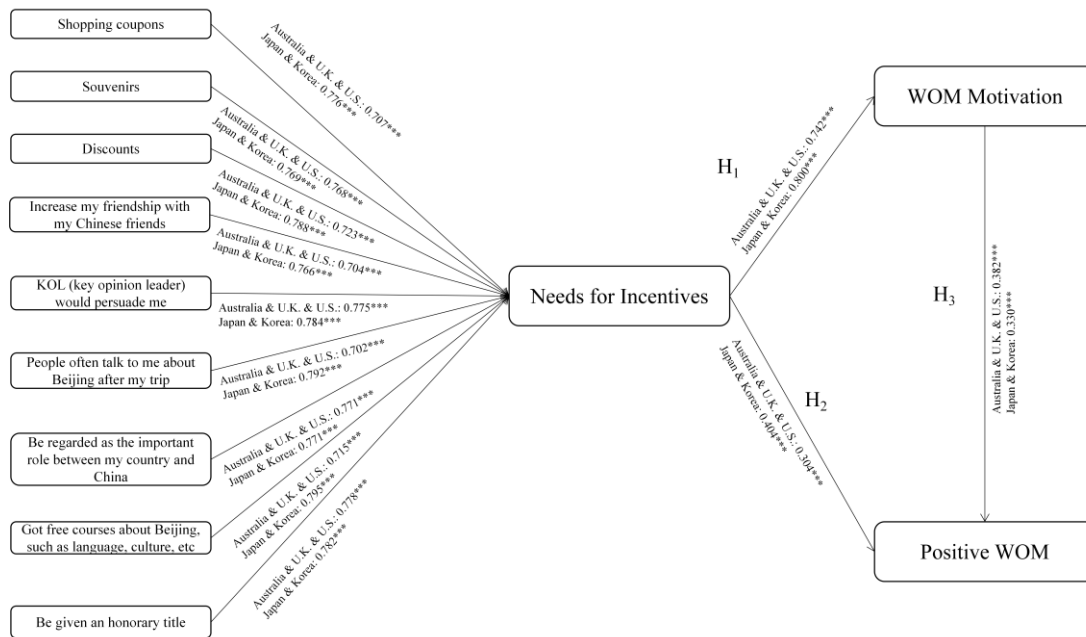 Shopping coupons
Australia & U.K. & U.S.: 0.707***
Japan & Korea: 0.776***
Souvenirs
Australia & U.K. & U.S.: 0.768***
Japan & Korea: 0.769***
Discounts
Australia & U.K. & U.S.: 0.723***
Japan & Korea: 0.788***
Increase my friendship with
my Chinese friends
Australia & U.K. & U.S.: 0.704***
Japan & Korea: 0.766***
KOL (key opinion leader)
would persuade me
Australia & U.K. & U.S.: 0.775***
Japan & Korea: 0.784***
People often talk to me about
Beijing after my trip
Australia & U.K. & U.S.: 0.702***
Japan & Korea: 0.792***
Be regarded as the important
role between my country and
China
Australia & U.K. & U.S.: 0.771***
Japan & Korea: 0.771***
Got free courses about Beijing,
such as language, culture, etc
Australia & U.K. & U.S.: 0.715***
Japan & Korea: 0.795***
Be given an honorary title
Australia & U.K. & U.S.: 0.778***
Japan & Korea: 0.782***
Needs for Incentives
H1
Australia & U.K. & U.S.: 0.742***
Japan & Korea: 0.800***
WOM Motivation
H2
Australia & U.K. & U.S.: 0.304***
Japan & Korea: 0.404***
H3
Australia & U.K. & U.S.: 0.382***
Japan & Korea: 0.330***
Positive WOM